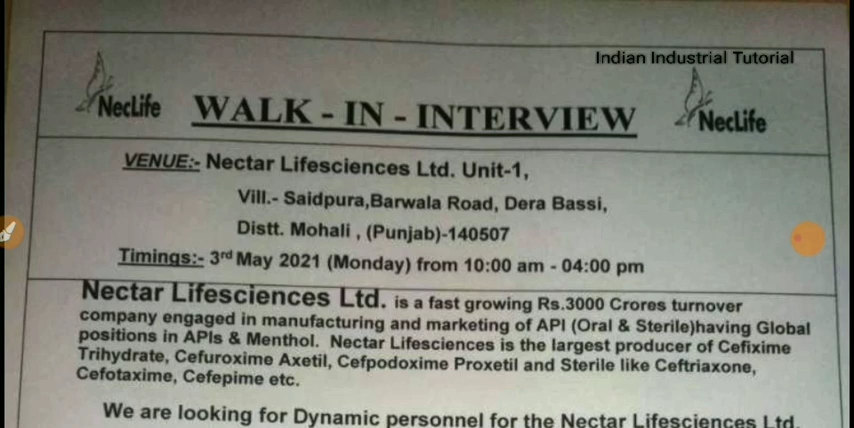 Indian Industrial Tutorial
NecLife
WALK - IN - INTERVIEW
NecLife
VENUE:- Nectar Lifesciences Ltd. Unit-1,
Vill.- Saidpura,Barwala Road, Dera Bassi,
Distt. Mohali , (Punjab)-140507
Timings:- 3rd May 2021 (Monday) from 10:00 am - 04:00 pm
Nectar Lifesciences Ltd. is a fast growing Rs.3000 Crores turnover
company engaged in manufacturing and marketing of API (Oral & Sterile)having Global
positions in APIs & Menthol. Nectar Lifesciences is the largest producer of Cefixime
Trihydrate, Cefuroxime Axetil, Cefpodoxime Proxetil and Sterile like Ceftriaxone,
Cefotaxime, Cefepime etc.
We are looking for Dynamic personnel for the Nectar Lifesciences Ltd.